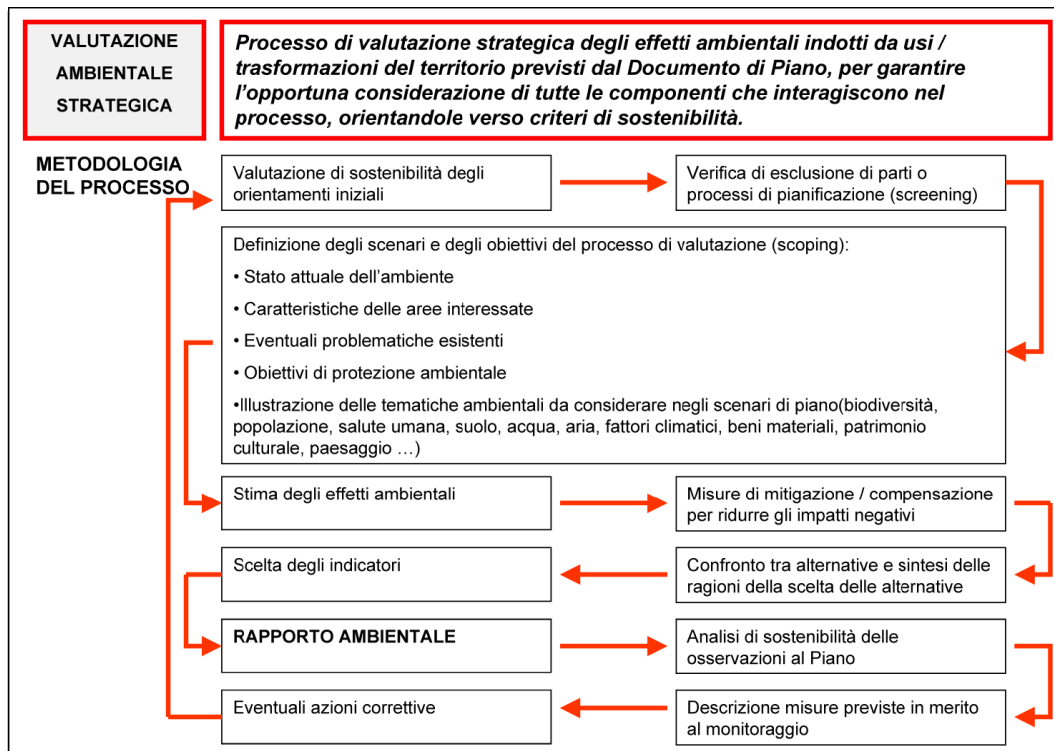 VALUTAZIONE
AMBIENTALE
STRATEGICA
Processo di valutazione strategica degli effetti ambientali indotti da usi /
trasformazioni del territorio previsti dal Documento di Piano, per garantire
l'opportuna considerazione di tutte le componenti che interagiscono nel
processo, orientandole verso criteri di sostenibilità.
METODOLOGIA
DEL PROCESSO
Valutazione di sostenibilità degli
orientamenti iniziali
Verifica di esclusione di parti o
processi di pianificazione (screening)
Definizione degli scenari e degli obiettivi del processo di valutazione (scoping):
• Stato attuale dell'ambiente
• Caratteristiche delle aree interessate
• Eventuali problematiche esistenti
• Obiettivi di protezione ambientale
•Illustrazione delle tematiche ambientali da considerare negli scenari di piano(biodiversità,
popolazione, salute umana, suolo, acqua, aria, fattori climatici, beni materiali, patrimonio
culturale, paesaggio …)
Stima degli effetti ambientali
Misure di mitigazione / compensazione
per ridurre gli impatti negativi
Scelta degli indicatori
Confronto tra alternative e sintesi delle
ragioni della scelta delle alternative
RAPPORTO AMBIENTALE
Analisi di sostenibilità delle
osservazioni al Piano
Eventuali azioni correttive
Descrizione misure previste in merito
al monitoraggio